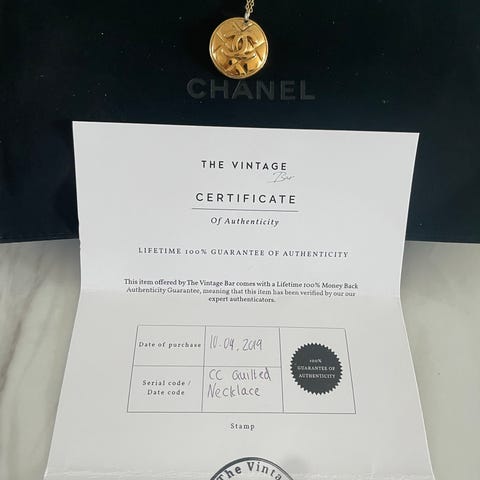 CHANEL
THE VINTAGE
Bar
CERTIFICATE
Of Authenticity
LIFETIME 100% GUARANTEE OF AUTHENTICITY
This item offered by The Vintage Bar comes with a Lifetime 100% Money Back
Authenticity Guarantee, meaning that this item has been verified by our our
expert authenticators.
Date of purchase
10.04.2019
Serial code /
Date code
CC Quilted
Necklace
100%
GUARANTEE OF
AUTHENTICITY
Stamp
The Vinta